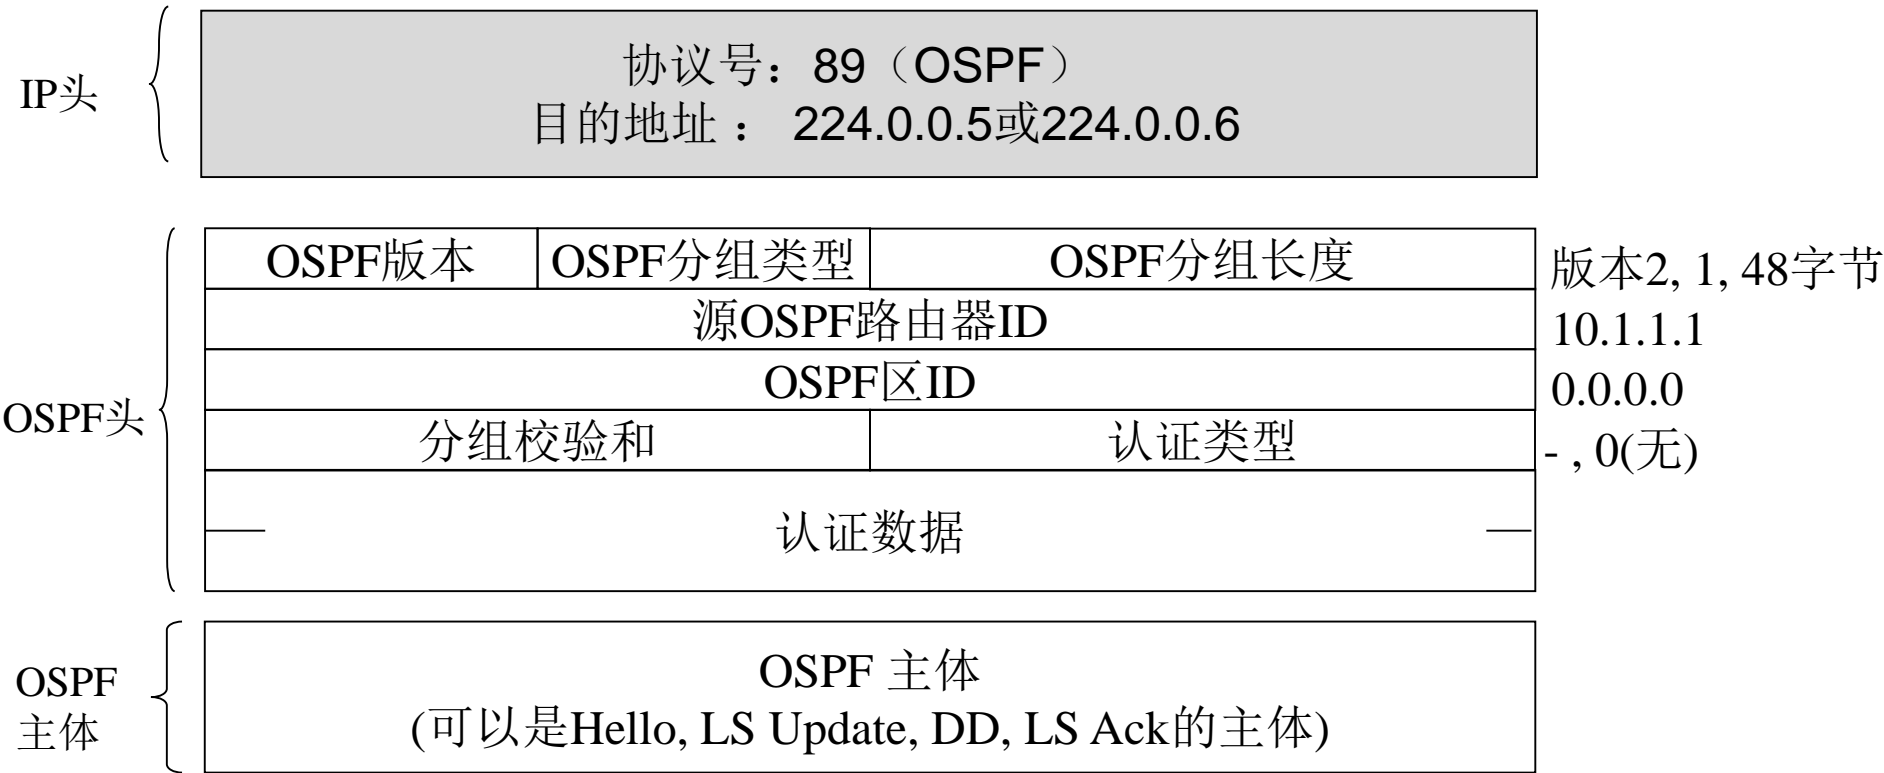 IP头
协议号：89（OSPF）
目的地址： 224.0.0.5或224.0.0.6
OSPF头
OSPF版本 OSPF分组类型 OSPF分组长度 版本2, 1, 48字节
源OSPF路由器ID 10.1.1.1
OSPF区ID 0.0.0.0
分组校验和 认证类型 - , 0(无)
认证数据
OSPF
主体
OSPF 主体
(可以是Hello, LS Update, DD, LS Ack的主体)